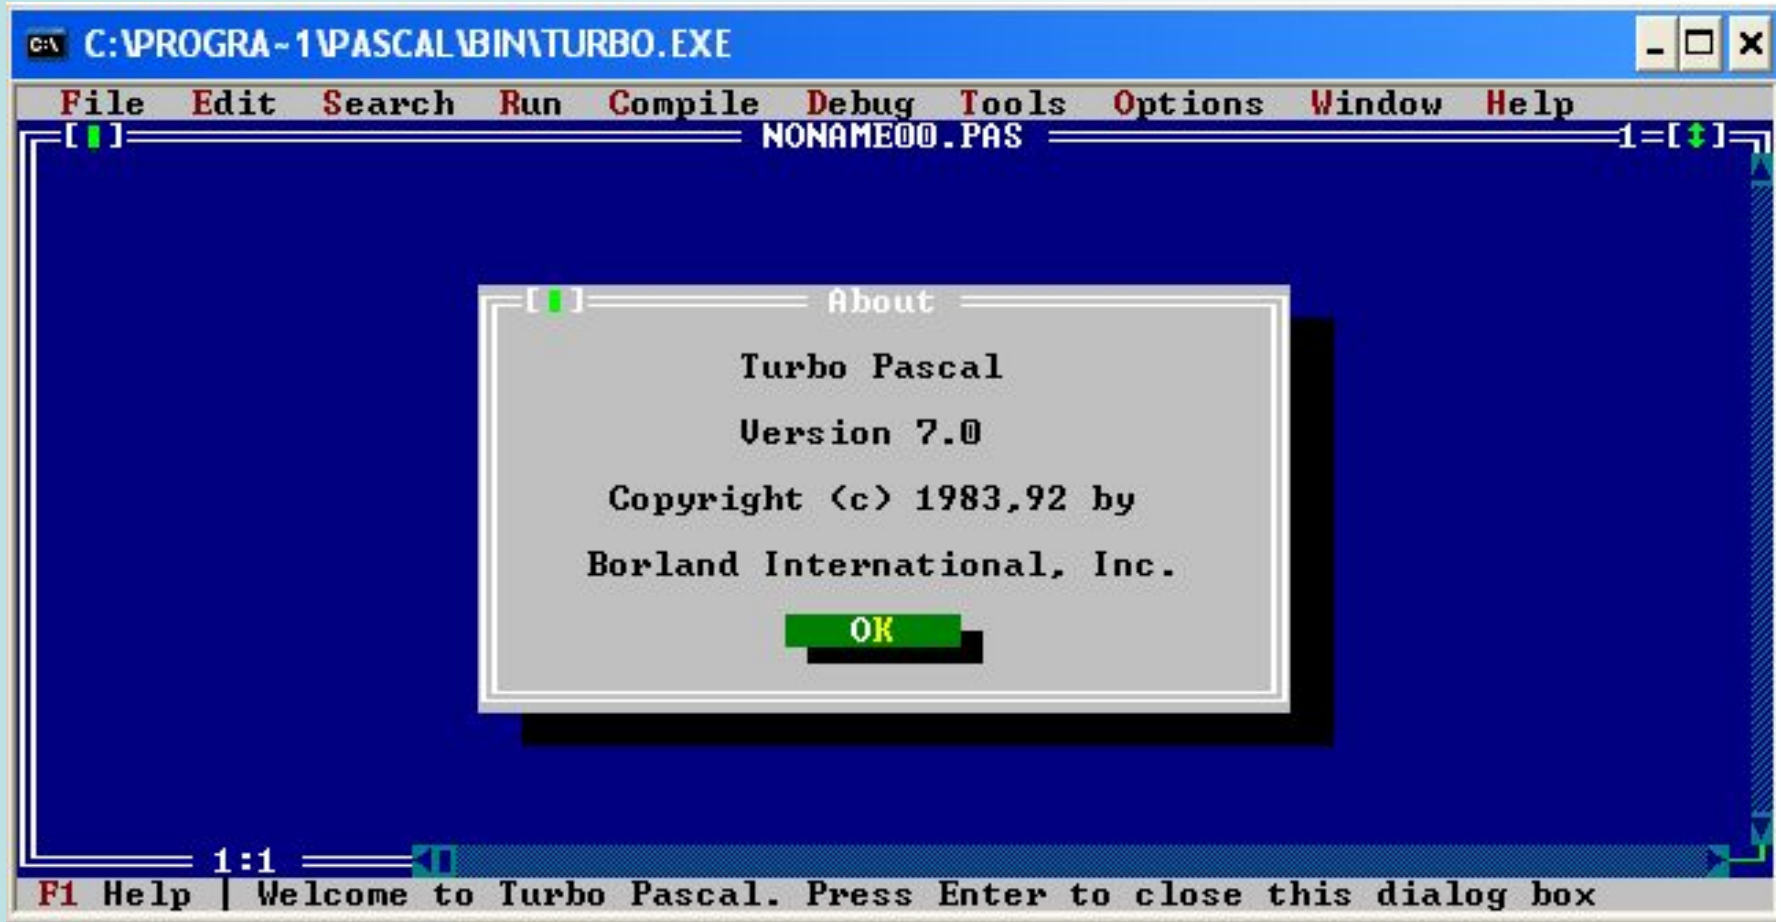 C:\PROGRA~1\PASCAL\BIN\TURBO.EXE
File Edit Search Run Compile Debug Tools Options Window Help
[▮] NONAME00.PAS 1=[↕]
[▮] About
Turbo Pascal
Version 7.0
Copyright (c) 1983,92 by
Borland International, Inc.
OK
1:1
F1 Help | Welcome to Turbo Pascal. Press Enter to close this dialog box